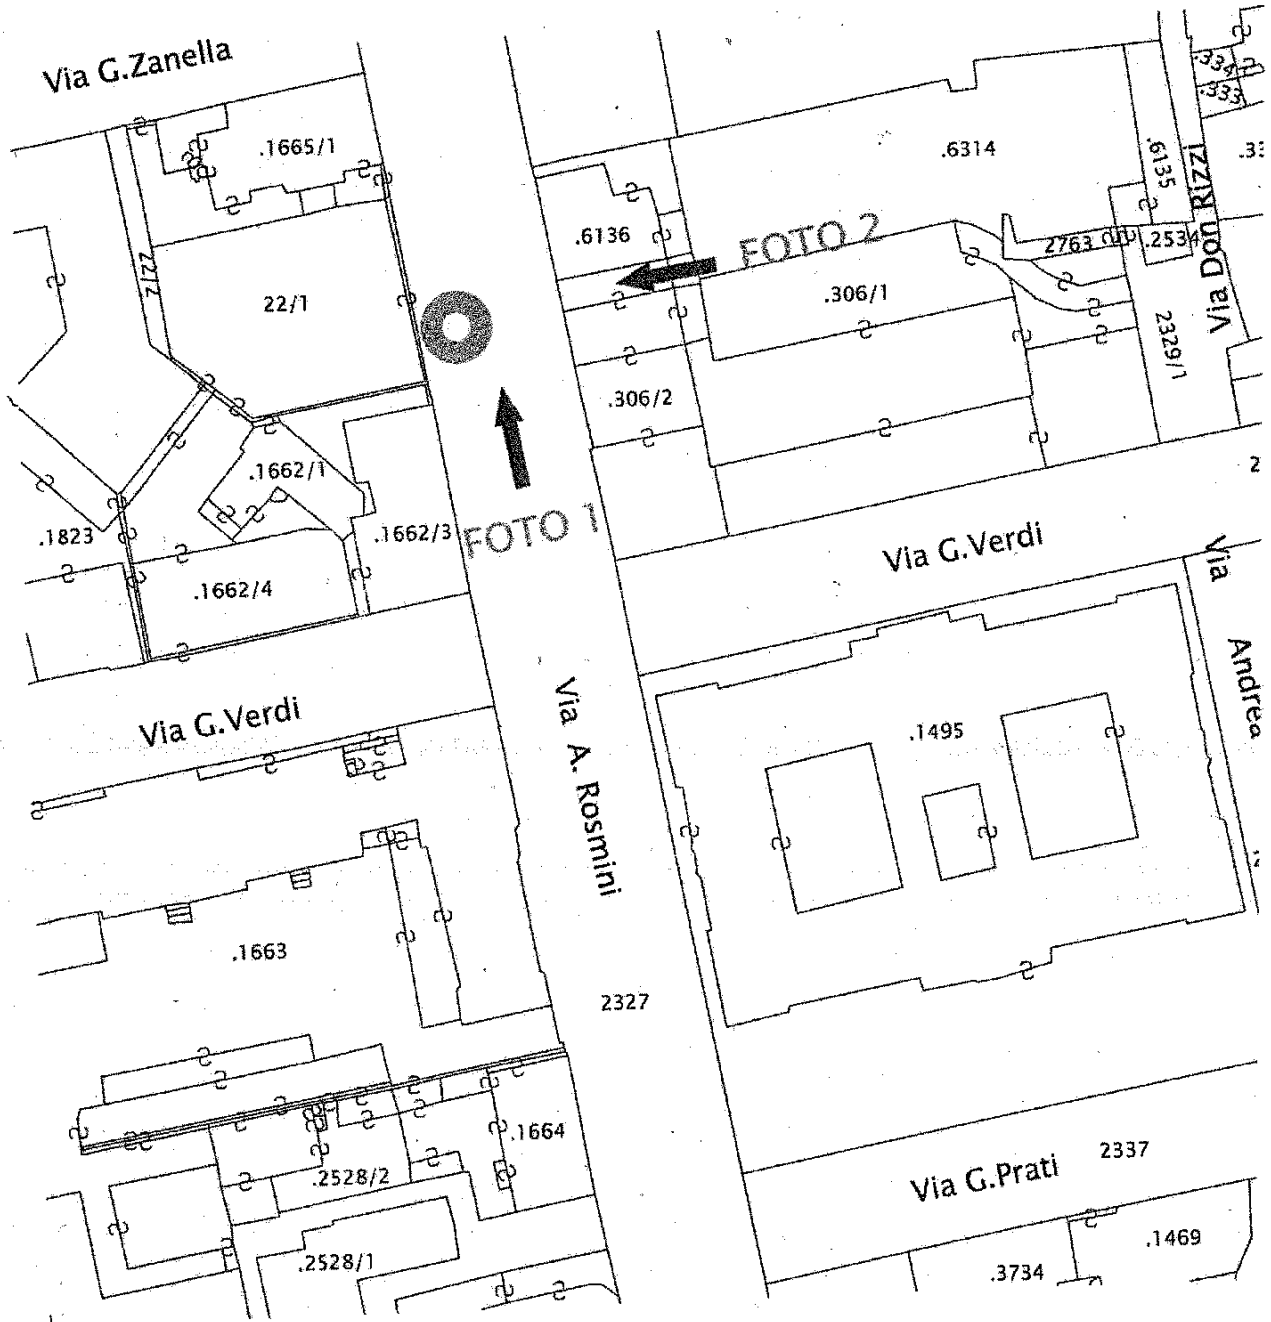 Via G.Zanella
.1665/1
.6314
.334
.333
.33
.6135
Via Don Rizzi
.6136
FOTO 2
2763
.2534
22/2
22/1
.306/1
2329/1
.306/2
.1662/1
2
.1823
.1662/3
FOTO 1
Via G.Verdi
Via
.1662/4
Andrea
Via G.Verdi
Via A. Rosmini
.1495
.1663
2327
.1664
2337
.2528/2
Via G.Prati
.1469
.2528/1
.3734